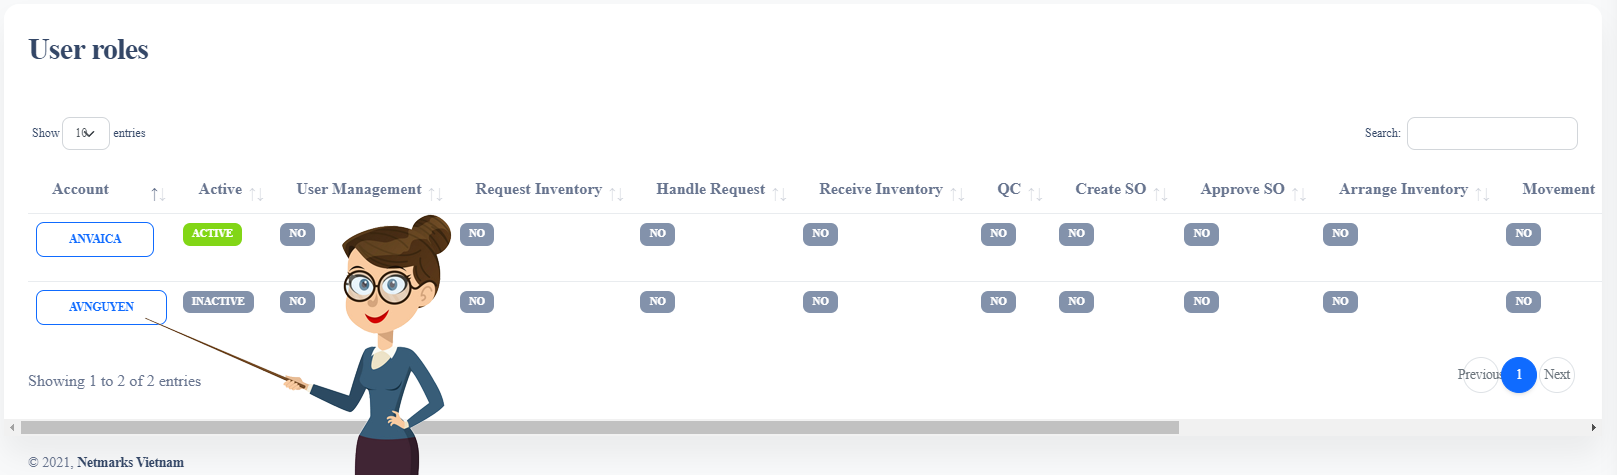 User roles
Show 10 entries Search:
Account Active User Management Request Inventory Handle Request Receive Inventory QC Create SO Approve SO Arrange Inventory Movement
ANVAICA ACTIVE NO NO NO NO NO NO NO NO NO
AVNGUYEN INACTIVE NO NO NO NO NO NO NO NO NO
Showing 1 to 2 of 2 entries Previous 1 Next
© 2021, Netmarks Vietnam